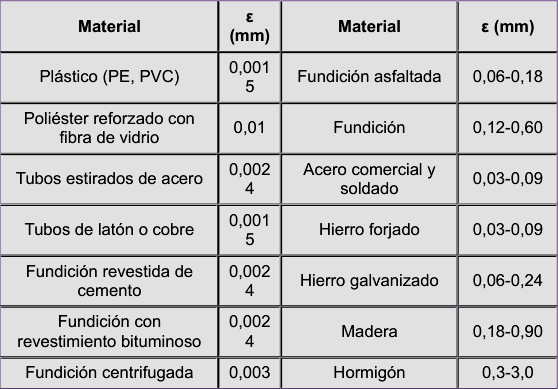 Material ε (mm) Material ε (mm)
Plástico (PE, PVC) 0,0015 Fundición asfaltada 0,06-0,18
Poliéster reforzado con fibra de vidrio 0,01 Fundición 0,12-0,60
Tubos estirados de acero 0,0024 Acero comercial y soldado 0,03-0,09
Tubos de latón o cobre 0,0015 Hierro forjado 0,03-0,09
Fundición revestida de cemento 0,0024 Hierro galvanizado 0,06-0,24
Fundición con revestimiento bituminoso 0,0024 Madera 0,18-0,90
Fundición centrifugada 0,003 Hormigón 0,3-3,0